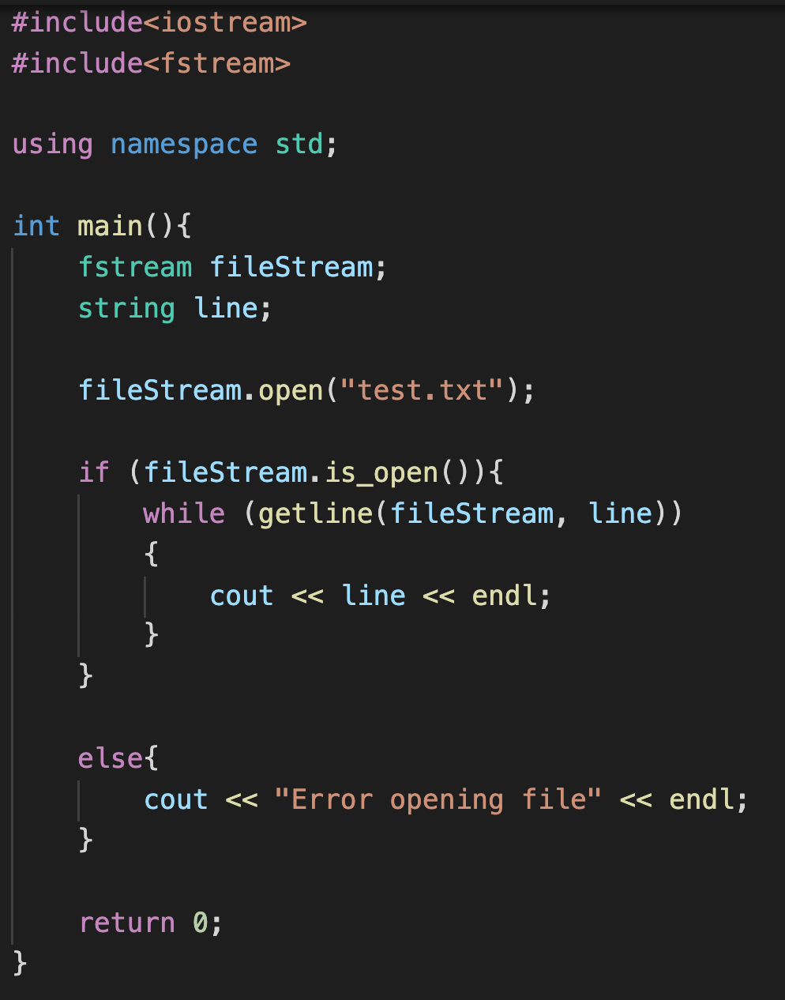 #include<iostream>
#include<fstream>
using namespace std;
int main(){
    fstream fileStream;
    string line;
    fileStream.open("test.txt");
    if (fileStream.is_open()){
        while (getline(fileStream, line))
        {
            cout << line << endl;
        }
    }
    else{
        cout << "Error opening file" << endl;
    }
    return 0;
}